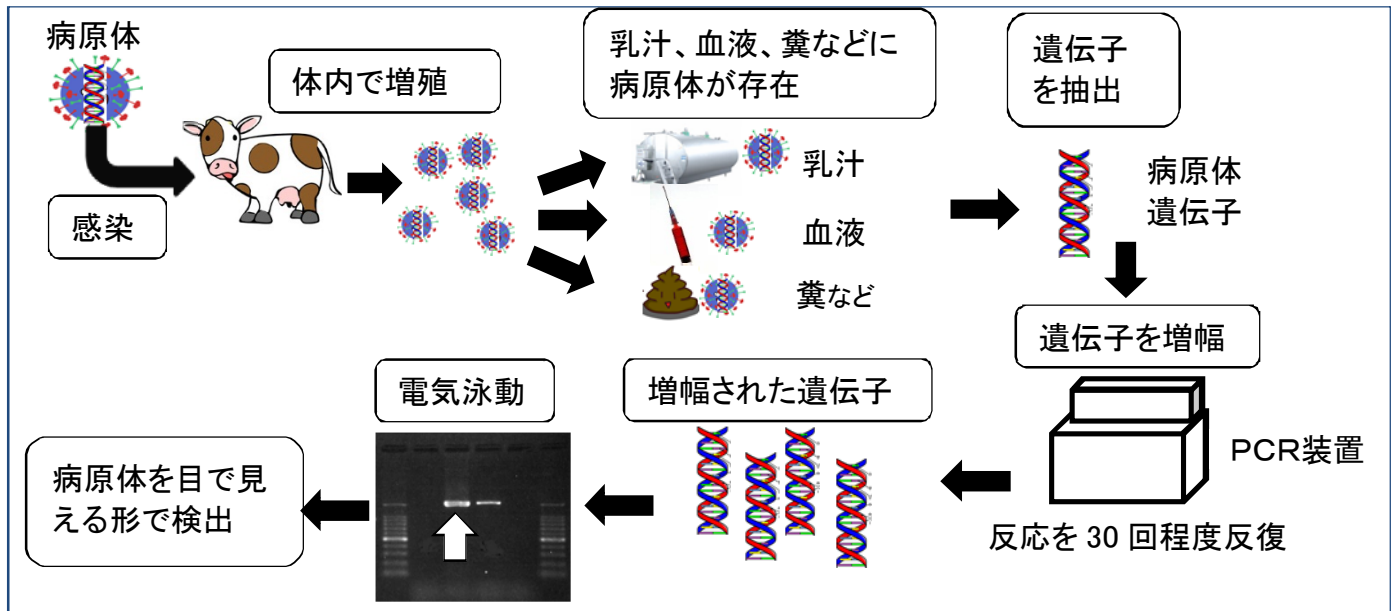 病原体
感染
体内で増殖
乳汁、血液、糞などに
病原体が存在
乳汁
血液
糞など
遺伝子
を抽出
病原体
遺伝子
遺伝子を増幅
PCR装置
反応を 30 回程度反復
増幅された遺伝子
電気泳動
病原体を目で見
える形で検出